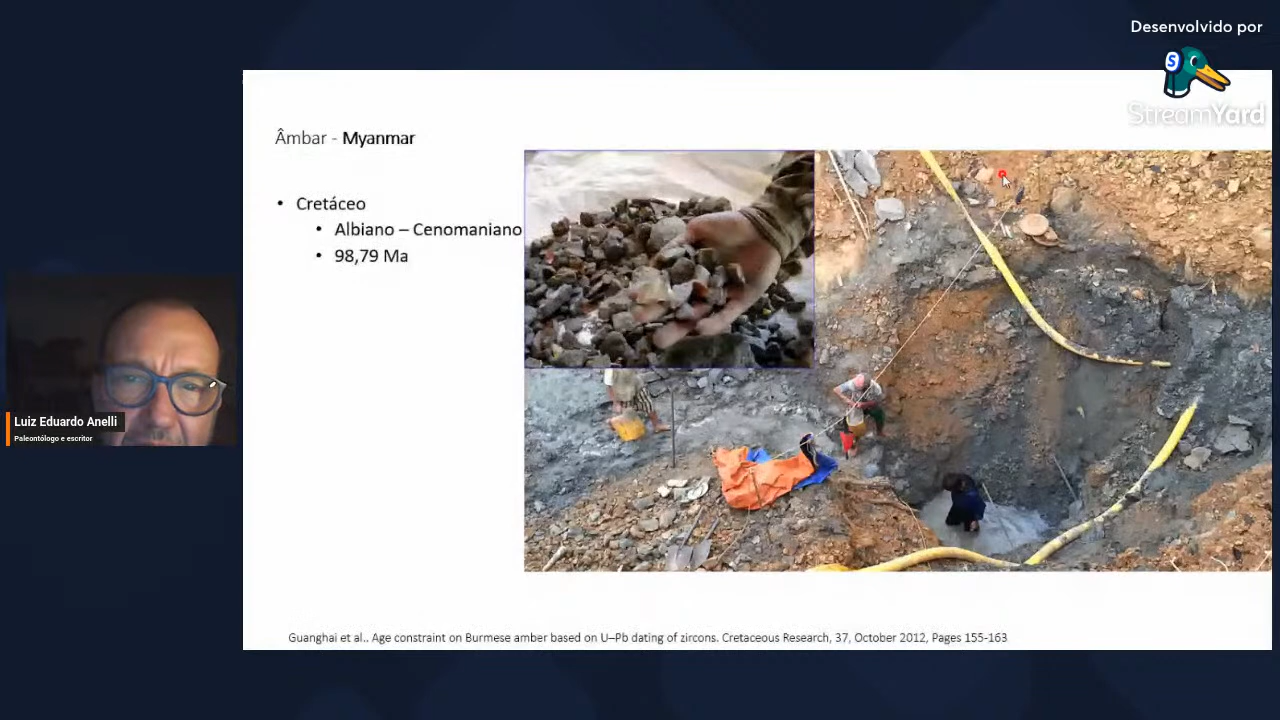 Desenvolvido por
S
StreamYard
Âmbar - Myanmar
• Cretáceo
• Albiano – Cenomaniano
• 98,79 Ma
Luiz Eduardo Anelli
Paleontólogo e escritor
Guanghai et al.. Age constraint on Burmese amber based on U–Pb dating of zircons. Cretaceous Research, 37, October 2012, Pages 155-163